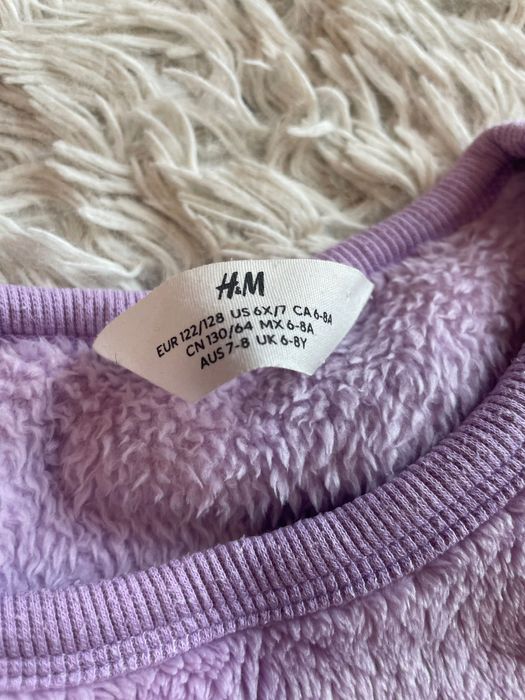 H&M
EUR 122/128 US 6X/7 CA 6-8A
CN 130/64 MX 6-8A
AUS 7-8 UK 6-8Y